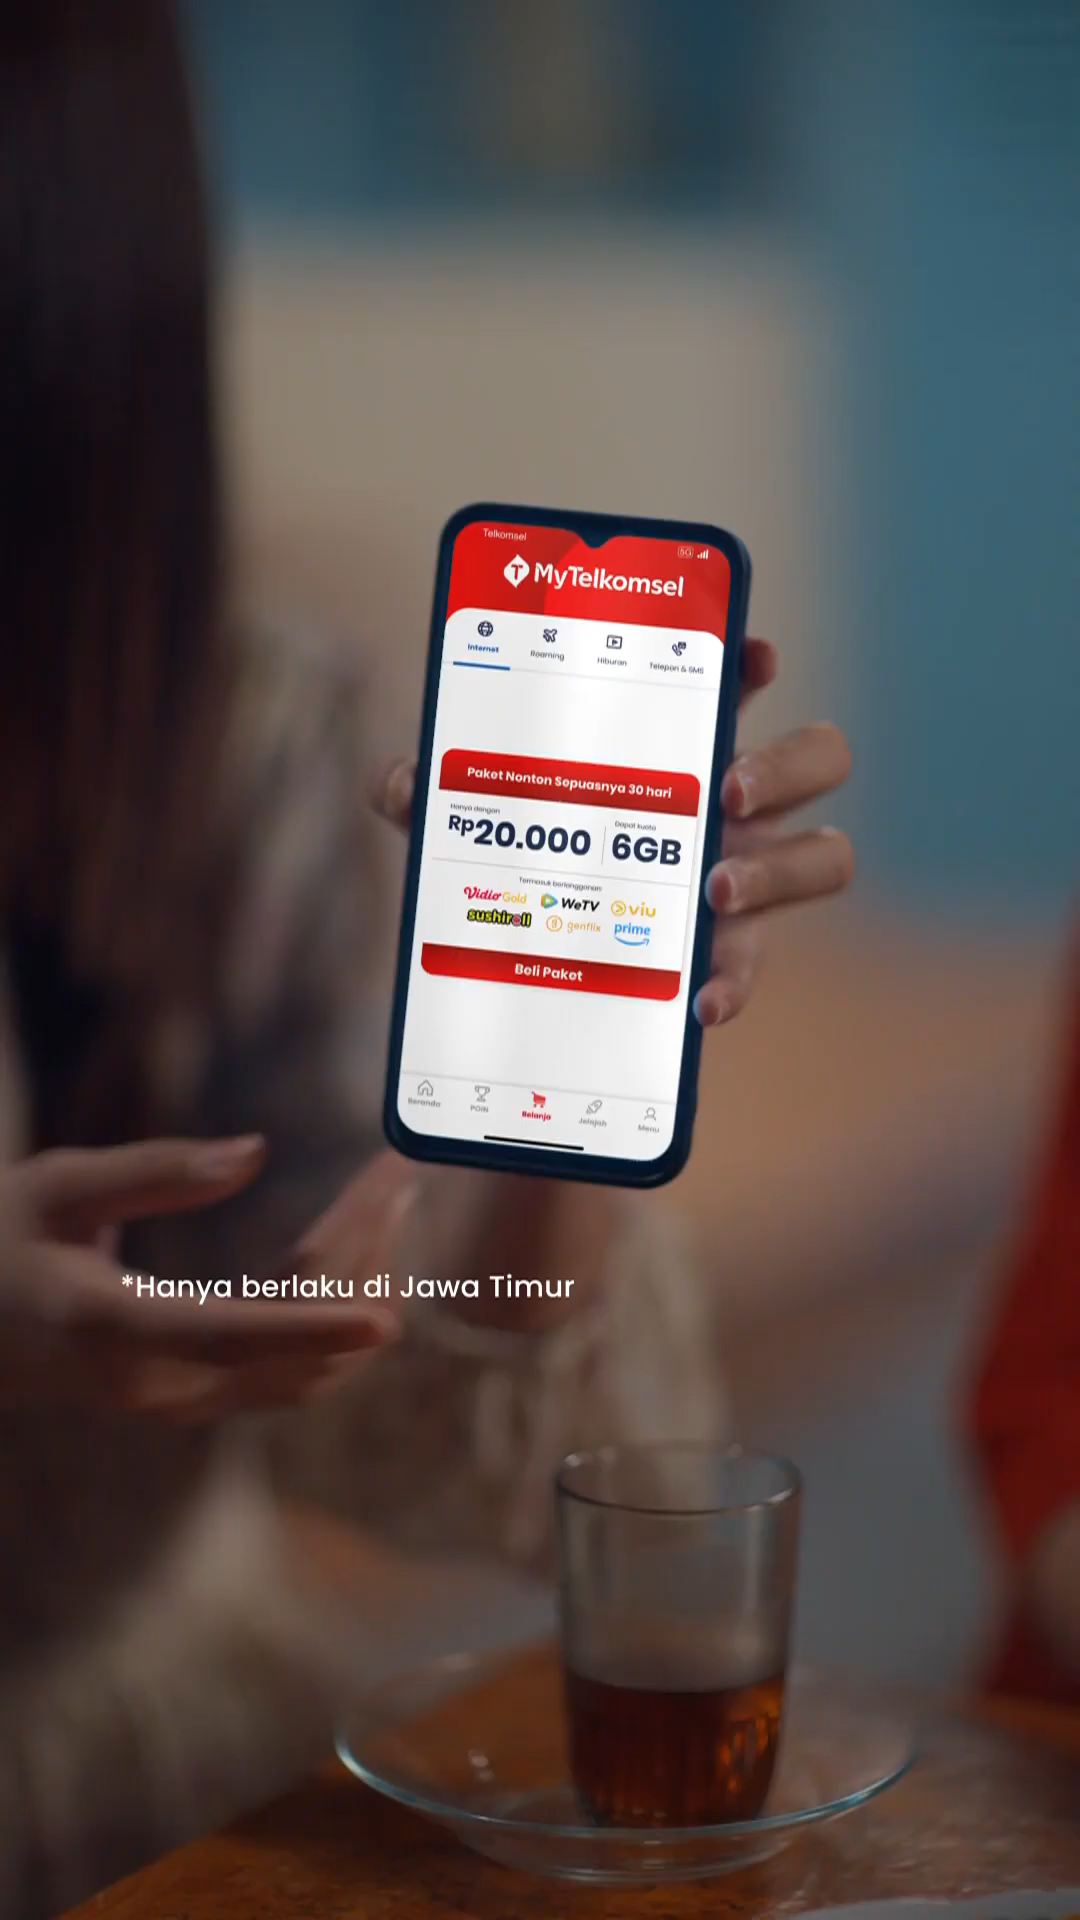 Telkomsel
5G
MyTelkomsel
Internet
Roaming
Hiburan
Telepon & SMS
Paket Nonton Sepuasnya 30 hari
Hanya dengan
Dapat kuota
Rp20.000
6GB
Termasuk berlangganan:
Vidio Gold
WeTV
viu
sushiroll
genflix
prime
Beli Paket
Beranda
POIN
Belanja
Jelajah
Menu
*Hanya berlaku di Jawa Timur